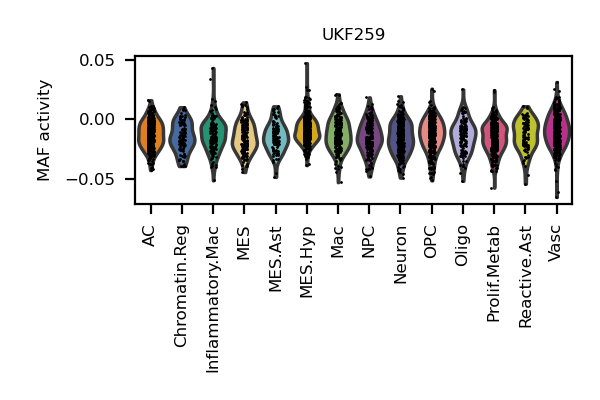 UKF259
MAF activity
0.05
0.00
−0.05
AC
Chromatin.Reg
Inflammatory.Mac
MES
MES.Ast
MES.Hyp
Mac
NPC
Neuron
OPC
Oligo
Prolif.Metab
Reactive.Ast
Vasc